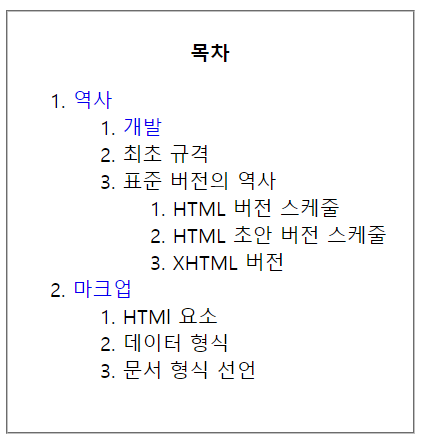 목차
1. 역사
1. 개발
2. 최초 규격
3. 표준 버전의 역사
1. HTML 버전 스케줄
2. HTML 초안 버전 스케줄
3. XHTML 버전
2. 마크업
1. HTMl 요소
2. 데이터 형식
3. 문서 형식 선언